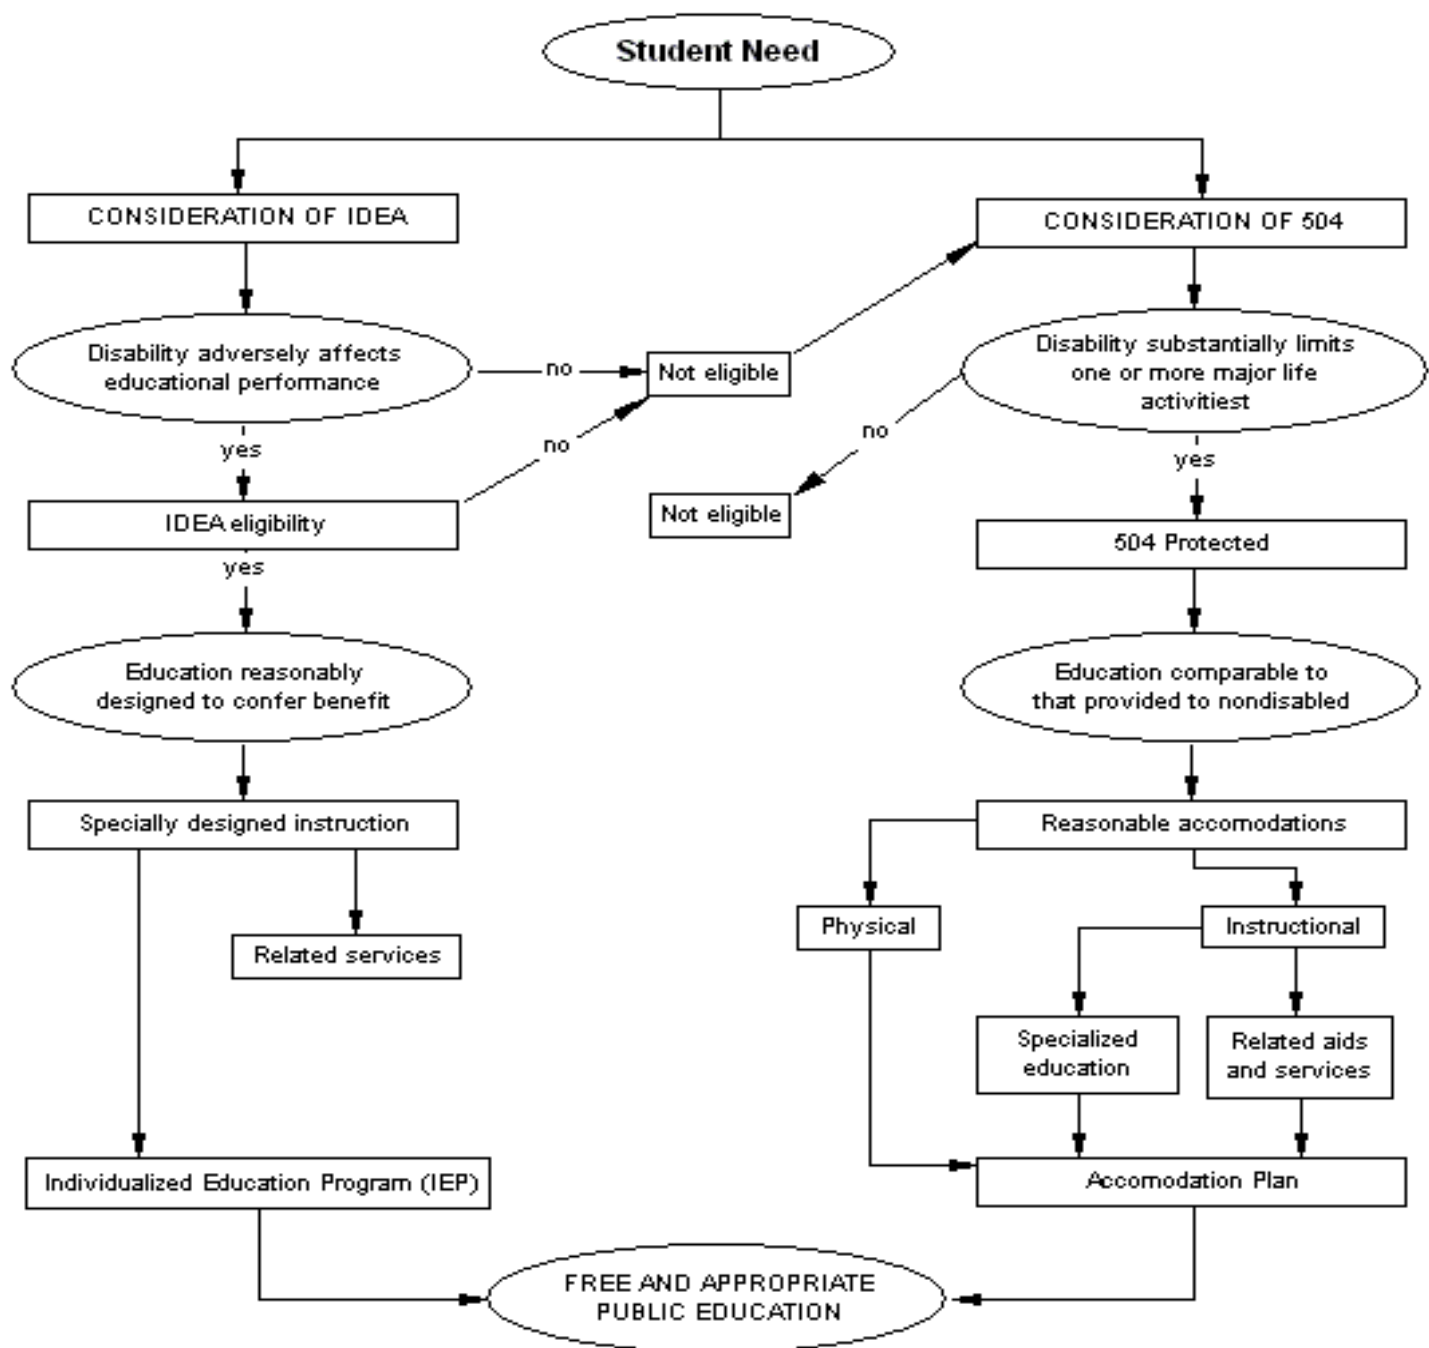 Student Need
CONSIDERATION OF IDEA
CONSIDERATION OF 504
Disability adversely affects
educational performance
no
Not eligible
Disability substantially limits
one or more major life
activitiest
no
no
yes
yes
Not eligible
IDEA eligibility
504 Protected
yes
Education reasonably
designed to confer benefit
Education comparable to
that provided to nondisabled
Specially designed instruction
Reasonable accomodations
Physical
Instructional
Related services
Specialized
education
Related aids
and services
Individualized Education Program (IEP)
Accomodation Plan
FREE AND APPROPRIATE
PUBLIC EDUCATION